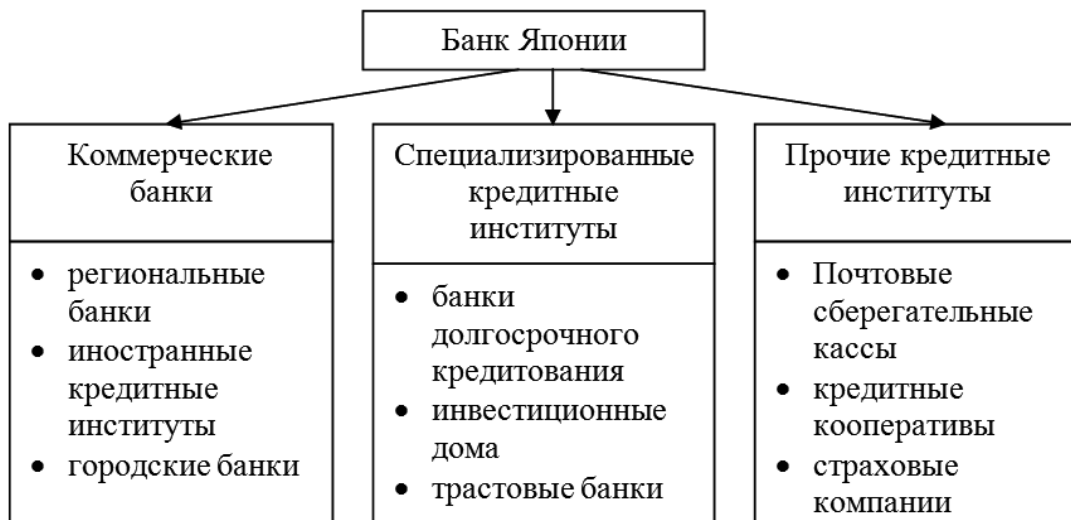 Банк Японии
Коммерческие
банки
• региональные
банки
• иностранные
кредитные
институты
• городские банки
Специализированные
кредитные
институты
• банки
долгосрочного
кредитования
• инвестиционные
дома
• трастовые банки
Прочие кредитные
институты
• Почтовые
сберегательные
кассы
• кредитные
кооперативы
• страховые
компании